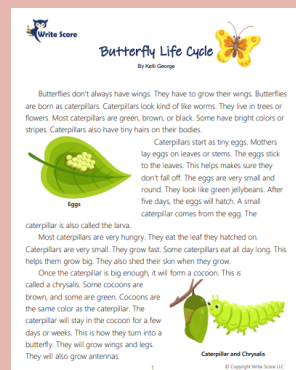 Write Score
Butterfly Life Cycle
By Kelli George
Butterflies don't always have wings. They have to grow their wings. Butterflies
are born as caterpillars. Caterpillars look kind of like worms. They live in trees or
flowers. Most caterpillars are green, brown, or black. Some have bright colors or
stripes. Caterpillars also have tiny hairs on their bodies.
Caterpillars start as tiny eggs. Mothers
lay eggs on leaves or stems. The eggs stick
to the leaves. This helps makes sure they
don't fall off. The eggs are very small and
round. They look like green jellybeans. After
five days, the eggs will hatch. A small
caterpillar comes from the egg. The
Eggs
caterpillar is also called the larva.
Most caterpillars are very hungry. They eat the leaf they hatched on.
Caterpillars are very small. They grow fast. Some caterpillars eat all day long. This
helps them grow big. They also shed their skin when they grow.
Once the caterpillar is big enough, it will form a cocoon. This is
called a chrysalis. Some cocoons are
brown, and some are green. Cocoons are
the same color as the caterpillar. The
caterpillar will stay in the cocoon for a few
days or weeks. This is how they turn into a
butterfly. They will grow wings and legs.
They will also grow antennas.
Caterpillar and Chrysalis
1
© Copyright Write Score LLC